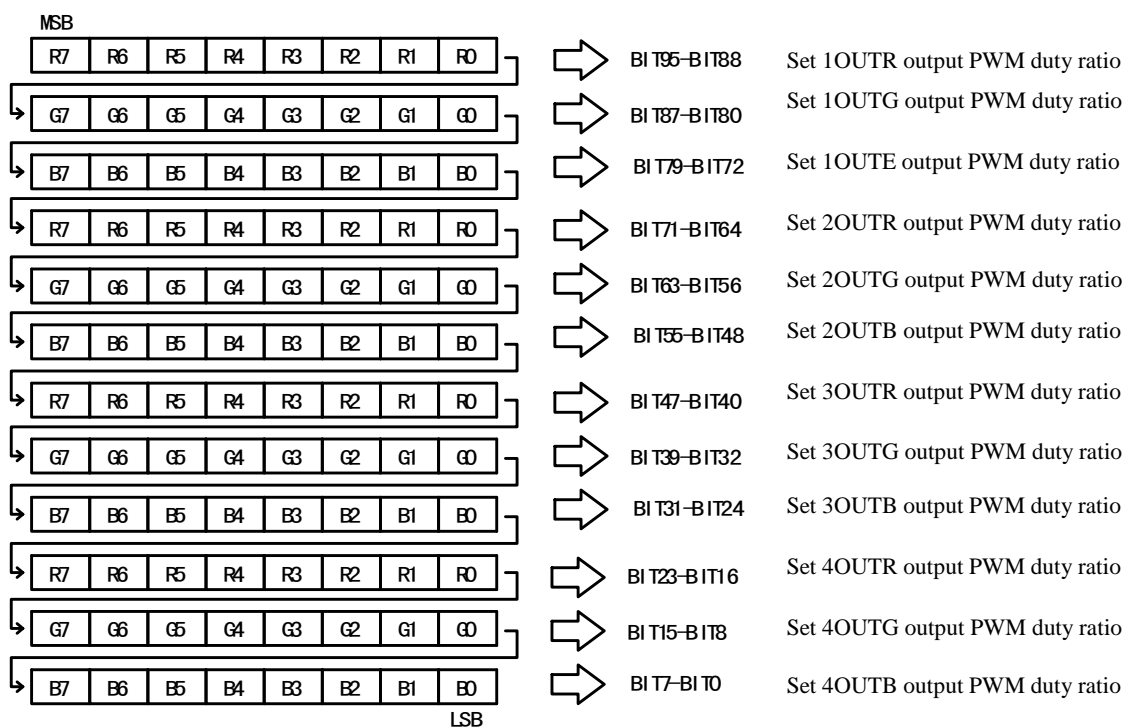 MSB
R7 R6 R5 R4 R3 R2 R1 R0 BIT95-BIT88 Set 1OUTR output PWM duty ratio
G7 G6 G5 G4 G3 G2 G1 G0 BIT87-BIT80 Set 1OUTG output PWM duty ratio
B7 B6 B5 B4 B3 B2 B1 B0 BIT79-BIT72 Set 1OUTE output PWM duty ratio
R7 R6 R5 R4 R3 R2 R1 R0 BIT71-BIT64 Set 2OUTR output PWM duty ratio
G7 G6 G5 G4 G3 G2 G1 G0 BIT63-BIT56 Set 2OUTG output PWM duty ratio
B7 B6 B5 B4 B3 B2 B1 B0 BIT55-BIT48 Set 2OUTB output PWM duty ratio
R7 R6 R5 R4 R3 R2 R1 R0 BIT47-BIT40 Set 3OUTR output PWM duty ratio
G7 G6 G5 G4 G3 G2 G1 G0 BIT39-BIT32 Set 3OUTG output PWM duty ratio
B7 B6 B5 B4 B3 B2 B1 B0 BIT31-BIT24 Set 3OUTB output PWM duty ratio
R7 R6 R5 R4 R3 R2 R1 R0 BIT23-BIT16 Set 4OUTR output PWM duty ratio
G7 G6 G5 G4 G3 G2 G1 G0 BIT15-BIT8 Set 4OUTG output PWM duty ratio
B7 B6 B5 B4 B3 B2 B1 B0 BIT7-BIT0 Set 4OUTB output PWM duty ratio
LSB